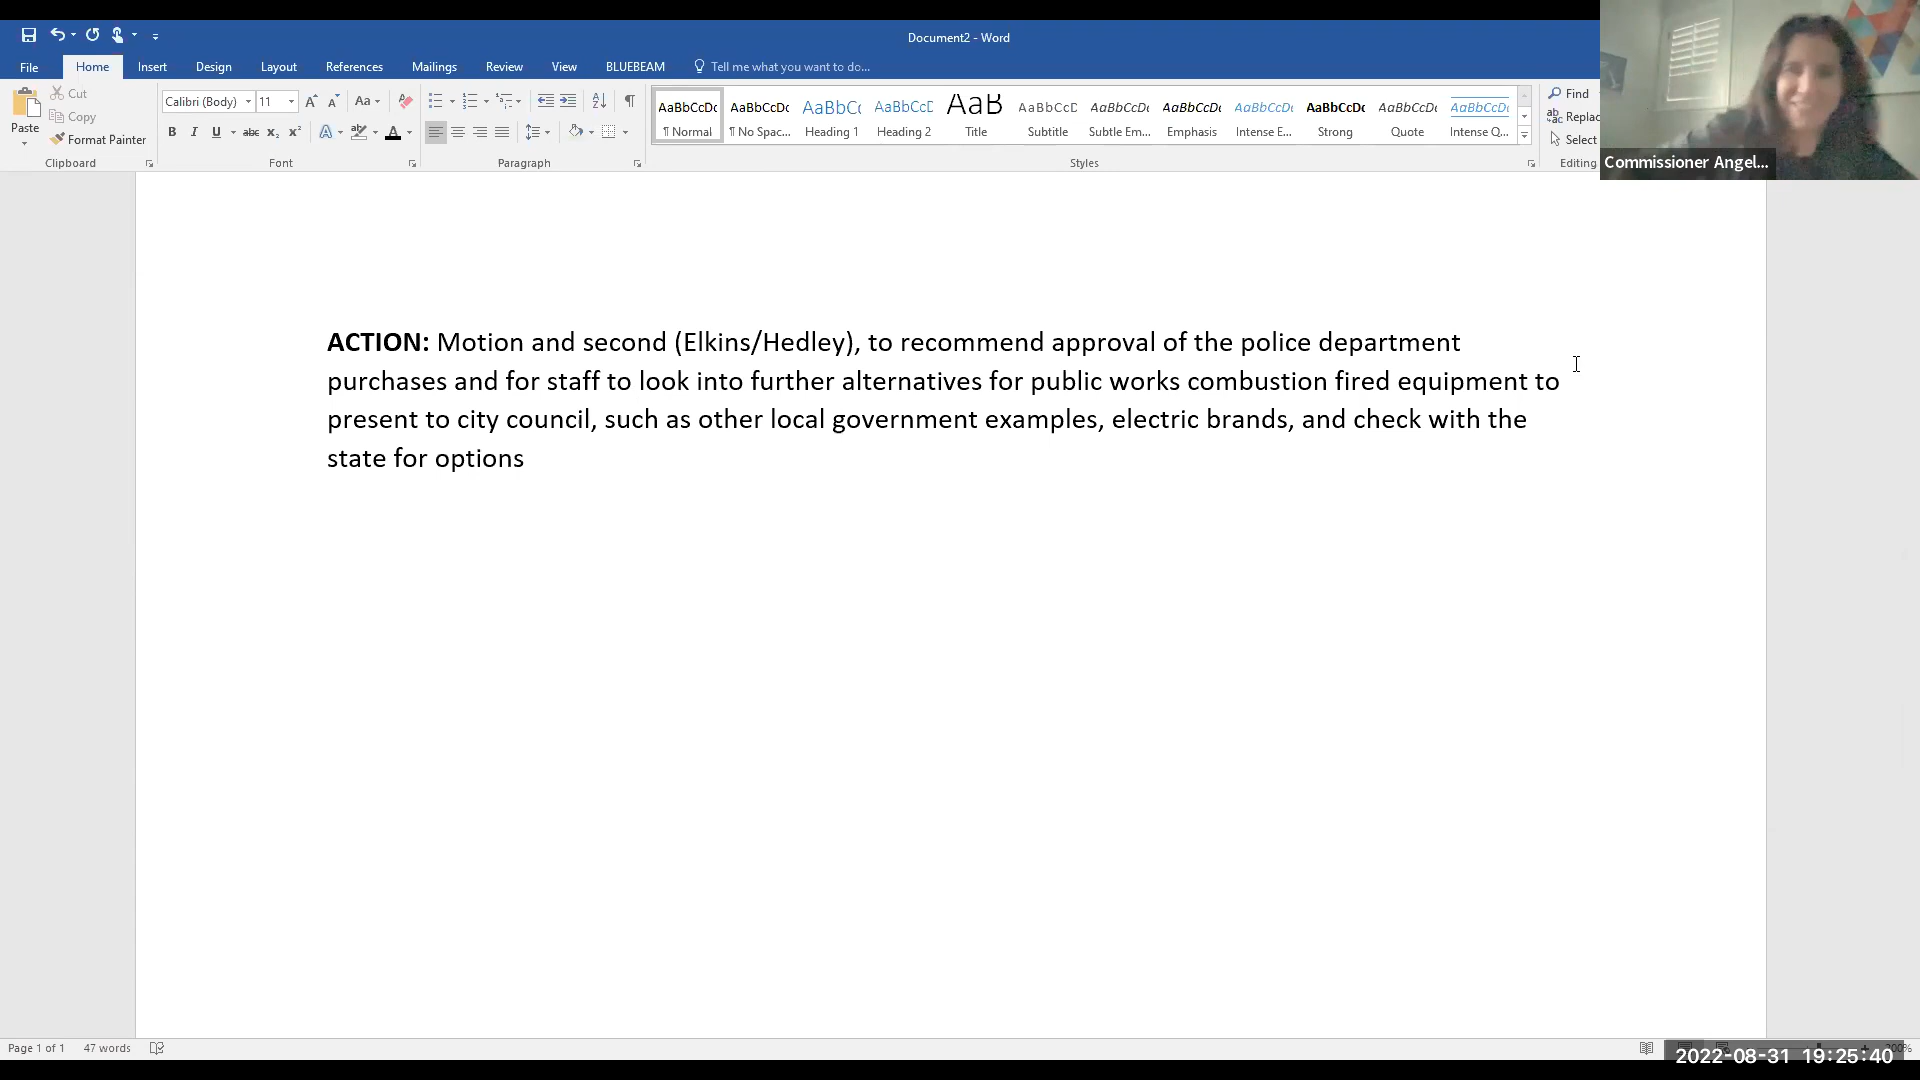 Document2 - Word
File Home Insert Design Layout References Mailings Review View BLUEBEAM Tell me what you want to do...
Paste
Cut
Copy
Format Painter
Clipboard
Calibri (Body) 11
Font
Paragraph
AaBbCcDc AaBbCcDc AaBbC( AaBbCcD AaB AaBbCcD AaBbCcDc AaBbCcDc AaBbCcDc AaBbCcDc AaBbCcDc AaBbCcDc
¶ Normal ¶ No Spac... Heading 1 Heading 2 Title Subtitle Subtle Em... Emphasis Intense E... Strong Quote Intense Q...
Styles
Find
Replac
Select
Editing
Commissioner Angel...
ACTION: Motion and second (Elkins/Hedley), to recommend approval of the police department
purchases and for staff to look into further alternatives for public works combustion fired equipment to
present to city council, such as other local government examples, electric brands, and check with the
state for options
Page 1 of 1 47 words
2022-08-31 19:25:40